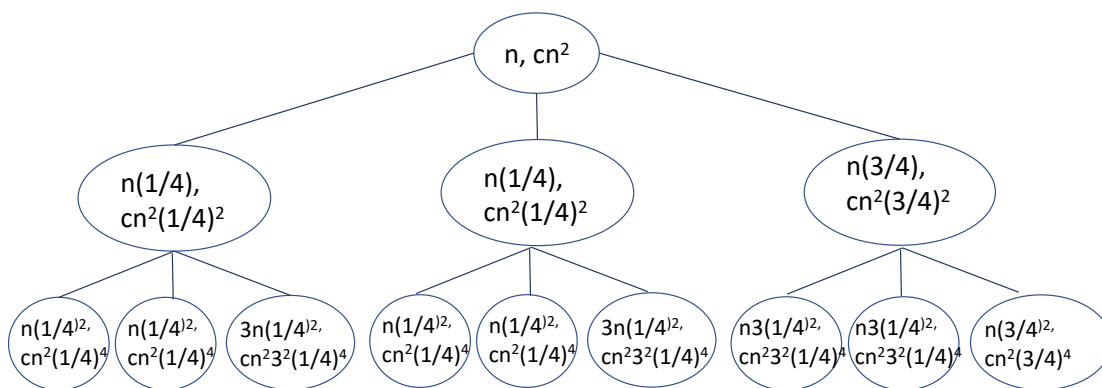 n, cn²
n(1/4),
cn²(1/4)²
n(1/4),
cn²(1/4)²
n(3/4),
cn²(3/4)²
n(1/4⁾²,
cn²(1/4)⁴
n(1/4⁾²,
cn²(1/4)⁴
3n(1/4⁾²,
cn²3²(1/4)⁴
n(1/4⁾²,
cn²(1/4)⁴
n(1/4⁾²,
cn²(1/4)⁴
3n(1/4⁾²,
cn²3²(1/4)⁴
n3(1/4⁾²,
cn²3²(1/4)⁴
n3(1/4⁾²,
cn²3²(1/4)⁴
n(3/4⁾²,
cn²(3/4)⁴